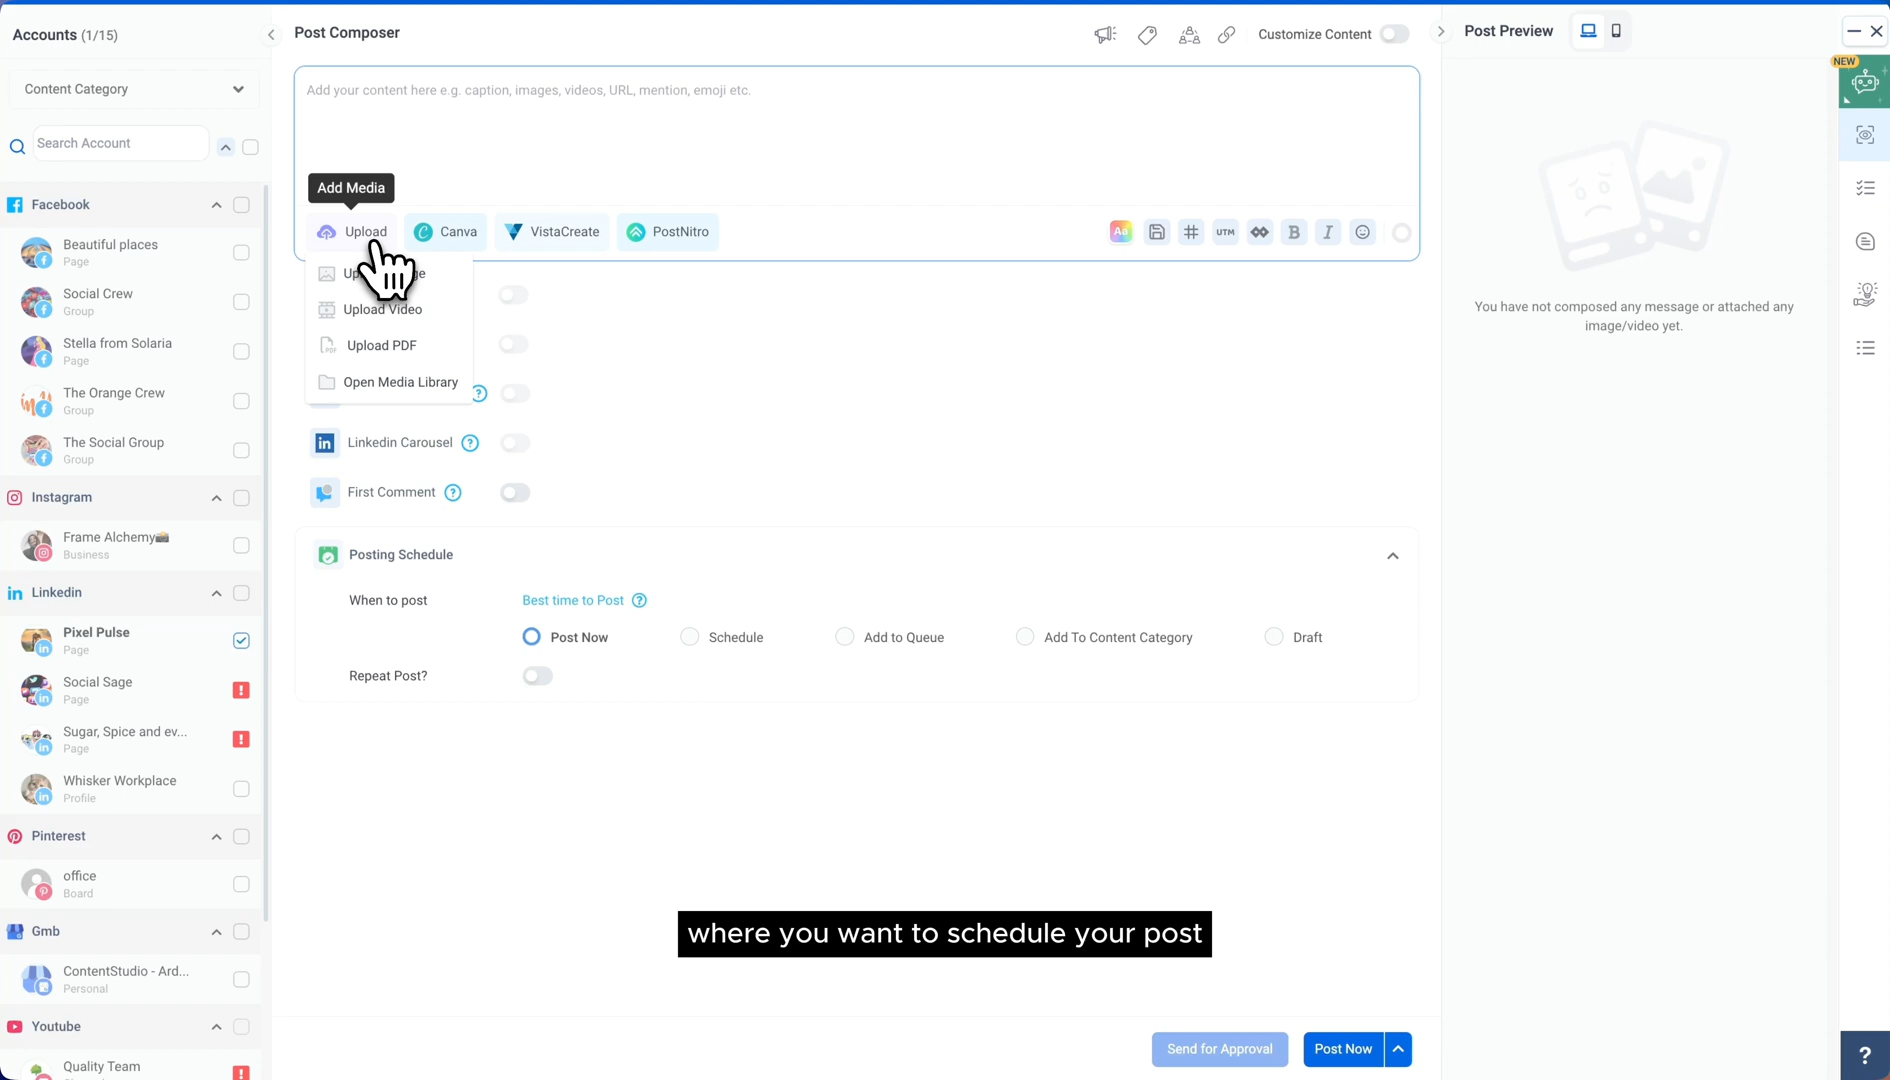 Accounts (1/15)
Content Category
Search Account
Facebook
Beautiful places
Page
Social Crew
Group
Stella from Solaria
Page
The Orange Crew
Group
The Social Group
Group
Instagram
Frame Alchemy📸
Business
Linkedin
Pixel Pulse
Page
Social Sage
Page
Sugar, Spice and ev...
Page
Whisker Workplace
Profile
Pinterest
office
Board
Gmb
ContentStudio - Ard...
Personal
Youtube
Quality Team
Post Composer
Customize Content
Add your content here e.g. caption, images, videos, URL, mention, emoji etc.
Add Media
Upload
Canva
VistaCreate
PostNitro
UTM
B
I
Upload Video
Upload PDF
Open Media Library
Linkedin Carousel ?
First Comment ?
Posting Schedule
When to post
Best time to Post ?
Post Now
Schedule
Add to Queue
Add To Content Category
Draft
Repeat Post?
where you want to schedule your post
Send for Approval
Post Now
Post Preview
NEW
You have not composed any message or attached any
image/video yet.
?